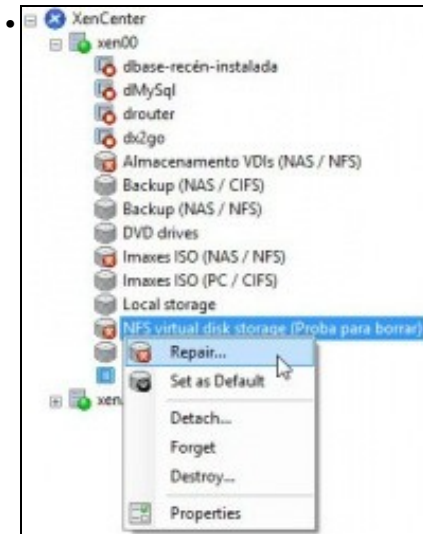 XenCenter
xen00
dbase-recén-instalada
dMySql
drouter
dx2go
Almacenamento VDIs (NAS / NFS)
Backup (NAS / CIFS)
Backup (NAS / NFS)
DVD drives
Imaxes ISO (NAS / NFS)
Imaxes ISO (PC / CIFS)
Local storage
NFS virtual disk storage (Proba para borrar)
Repair...
Set as Default
xen
Detach...
Forget
Destroy...
Properties